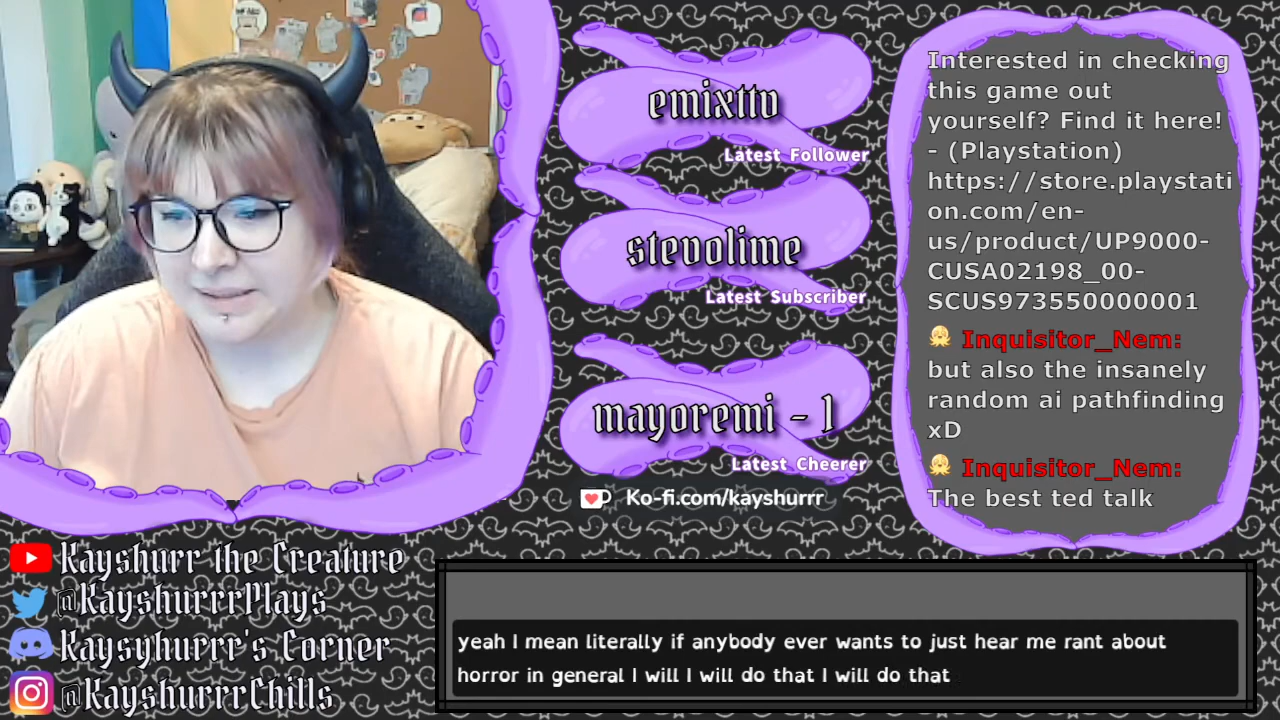 emixttv
Latest Follower
stevolime
Latest Subscriber
mayoremi - 1
Latest Cheerer
Ko-fi.com/kayshurrr
Interested in checking
this game out
yourself? Find it here!
- (Playstation)
https://store.playstati
on.com/en-
us/product/UP9000-
CUSA02198_00-
SCUS973550000001
Inquisitor_Nem:
but also the insanely
random ai pathfinding
xD
Inquisitor_Nem:
The best ted talk
Kayshurr the Creature
@KayshurrrPlays
Kaysyhurrr's Corner
@KayshurrrChills
yeah I mean literally if anybody ever wants to just hear me rant about
horror in general I will I will do that I will do that